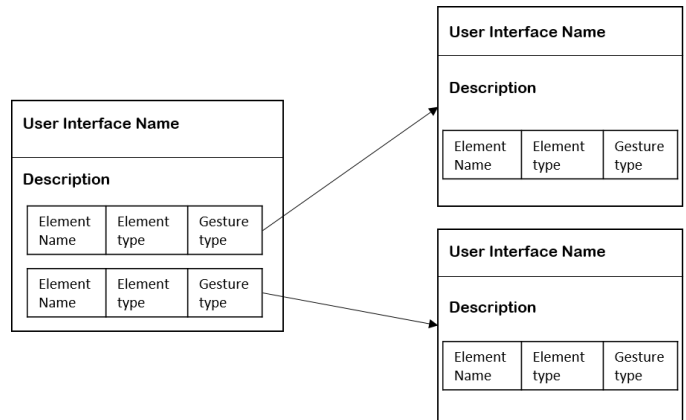 User Interface Name
Description
Element Name
Element type
Gesture type
Element Name
Element type
Gesture type
User Interface Name
Description
Element Name
Element type
Gesture type
User Interface Name
Description
Element Name
Element type
Gesture type